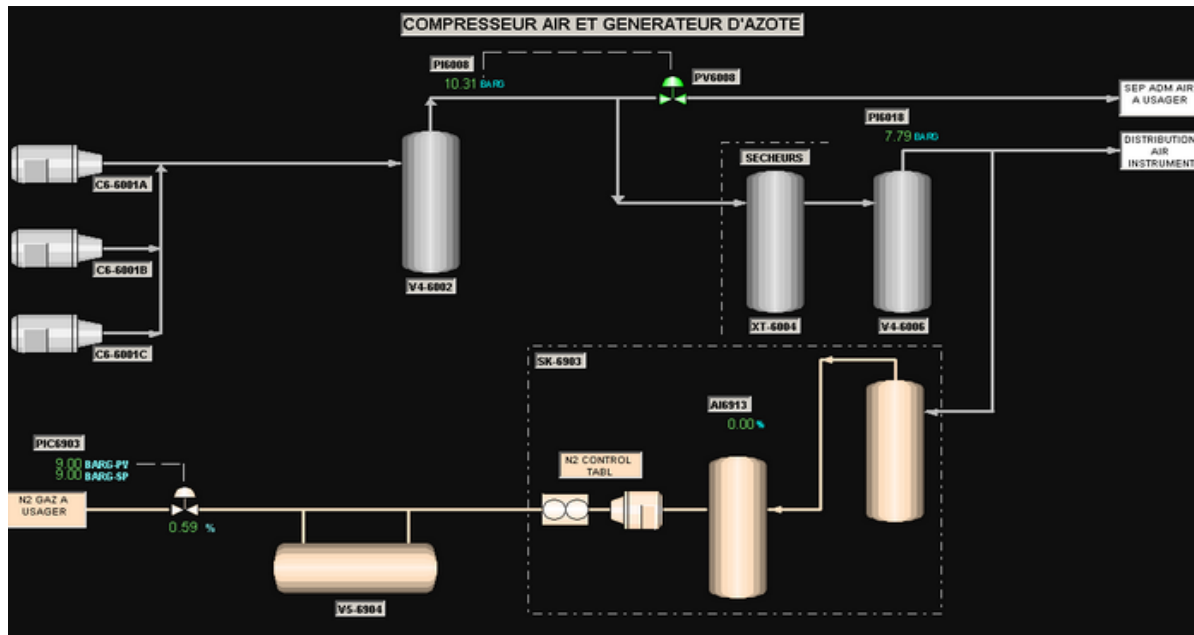 COMPRESSEUR AIR ET GENERATEUR D'AZOTE
PI6008
10.31 BARG
PV6008
SEP ADM AIR
A USAGER
PI6018
7.79 BARG
DISTRIBUTION
AIR
INSTRUMENT
SECHEURS
C6-6001A
C6-6001B
V4-6002
XT-6004
V4-6006
C6-6001C
SK-6903
AI6913
0.00 %
PIC6903
9.00 BARG-PV
9.00 BARG-SP
N2 CONTROL
TABL
N2 GAZ A
USAGER
0.59 %
V5-6904